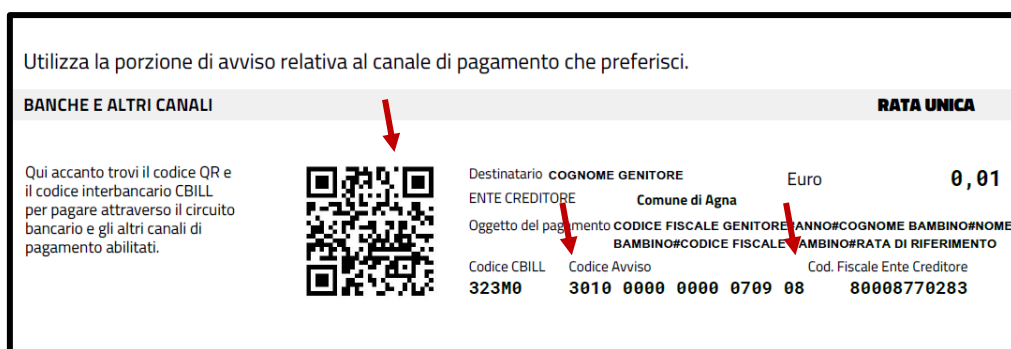 Utilizza la porzione di avviso relativa al canale di pagamento che preferisci.
BANCHE E ALTRI CANALI RATA UNICA
Qui accanto trovi il codice QR e
il codice interbancario CBILL
per pagare attraverso il circuito
bancario e gli altri canali di
pagamento abilitati.
Destinatario COGNOME GENITORE
Euro 0,01
ENTE CREDITORE Comune di Agna
Oggetto del pagamento CODICE FISCALE GENITORE#ANNO#COGNOME BAMBINO#NOME
BAMBINO#CODICE FISCALE BAMBINO#RATA DI RIFERIMENTO
Codice CBILL Codice Avviso Cod. Fiscale Ente Creditore
323M0 3010 0000 0000 0709 08 80008770283